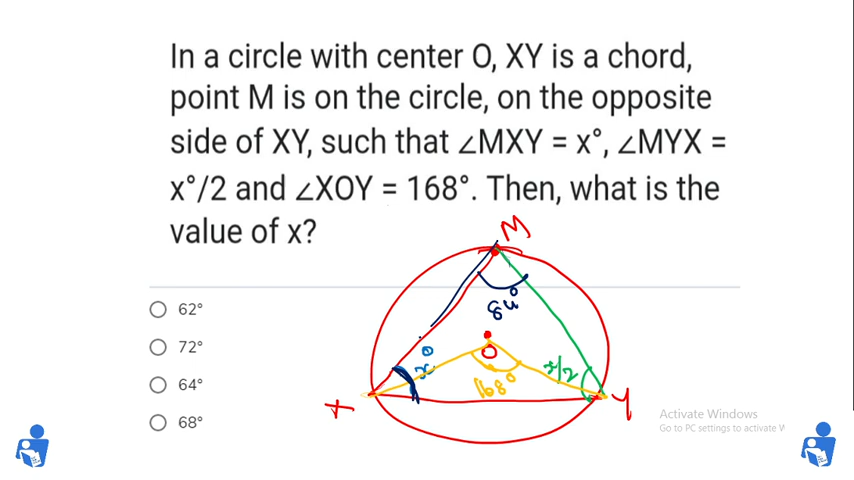 In a circle with center O, XY is a chord,
point M is on the circle, on the opposite
side of XY, such that ∠MXY = x°, ∠MYX =
x°/2 and ∠XOY = 168°. Then, what is the
value of x?
M
62°
84°
72°
O
x°
x/2
64°
168°
X
Y
68°
Activate Windows
Go to PC settings to activate W